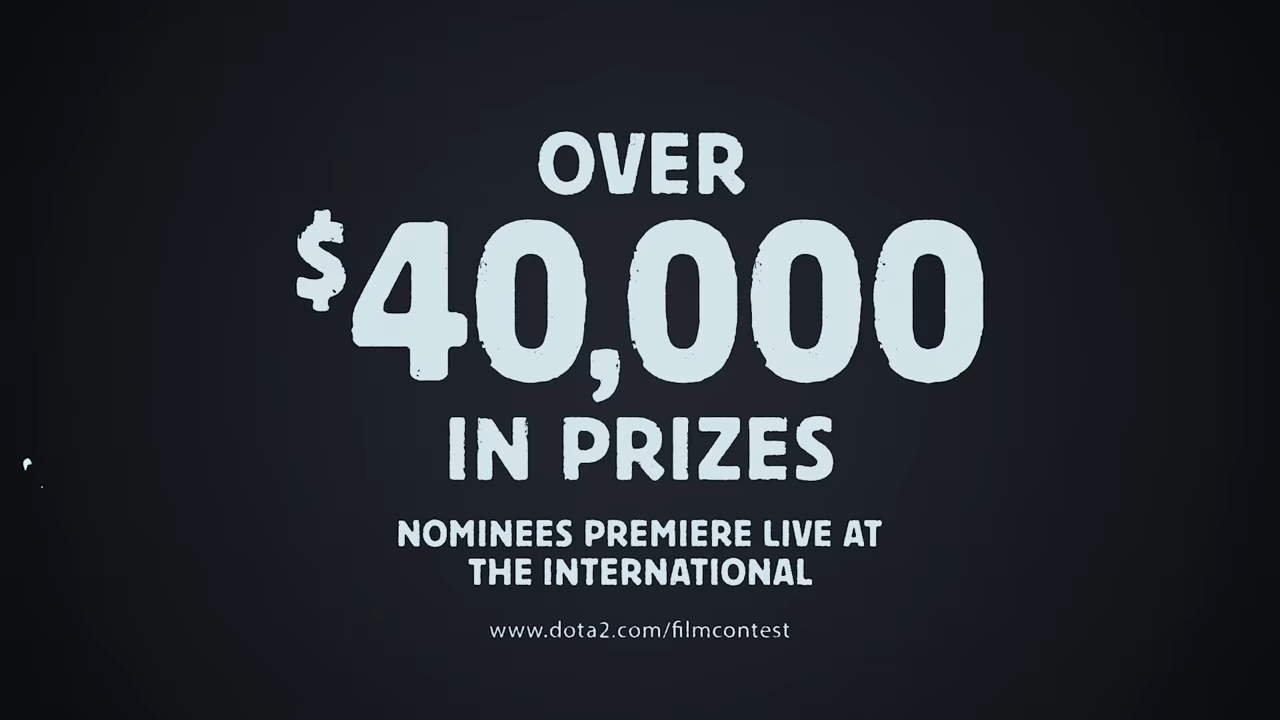 OVER
$40,000
IN PRIZES
NOMINEES PREMIERE LIVE AT
THE INTERNATIONAL
www.dota2.com/filmcontest